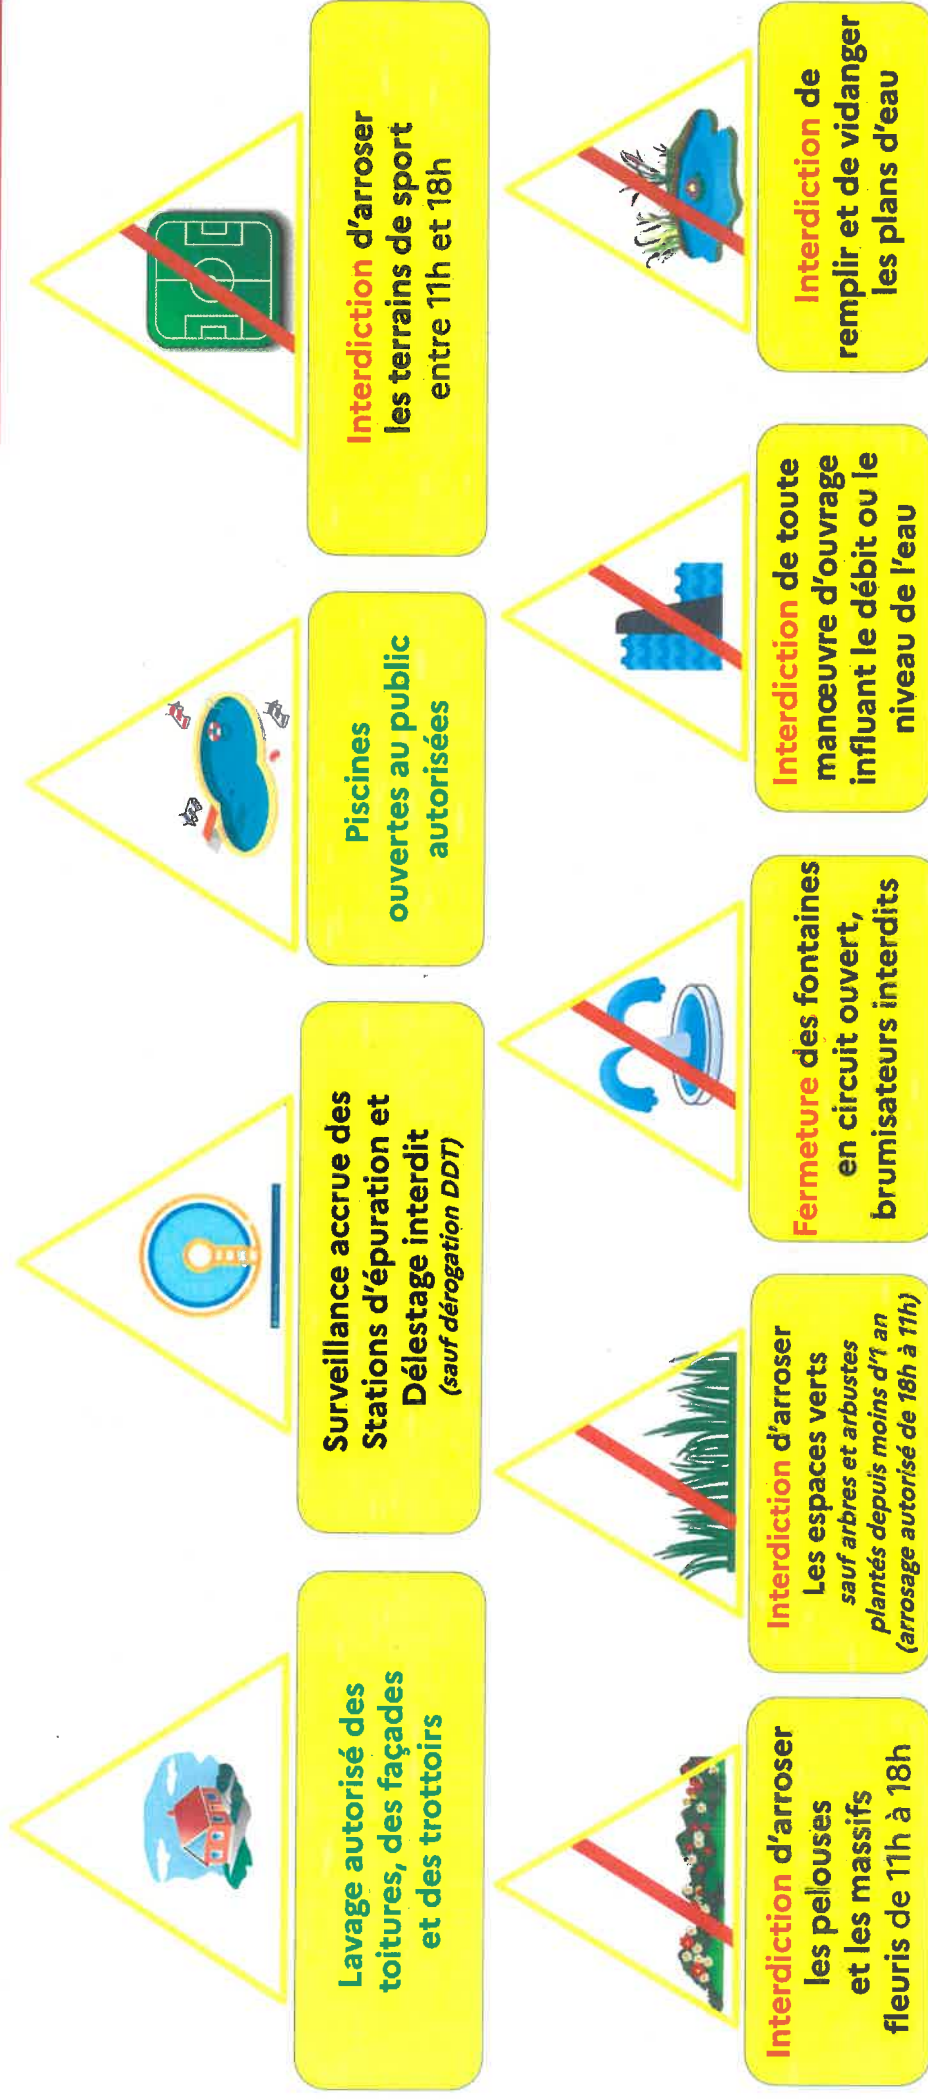 Lavage autorisé des
toitures, des façades
et des trottoirs
Surveillance accrue des
Stations d'épuration et
Délestage interdit
(sauf dérogation DDT)
Piscines
ouvertes au public
autorisées
Interdiction d'arroser
les terrains de sport
entre 11h et 18h
Interdiction d'arroser
les pelouses
et les massifs
fleuris de 11h à 18h
Interdiction d'arroser
Les espaces verts
sauf arbres et arbustes
plantés depuis moins d'1 an
(arrosage autorisé de 18h à 11h)
Fermeture des fontaines
en circuit ouvert,
brumisateurs interdits
Interdiction de toute
manœuvre d'ouvrage
influant le débit ou le
niveau de l'eau
Interdiction de
remplir et de vidanger
les plans d'eau